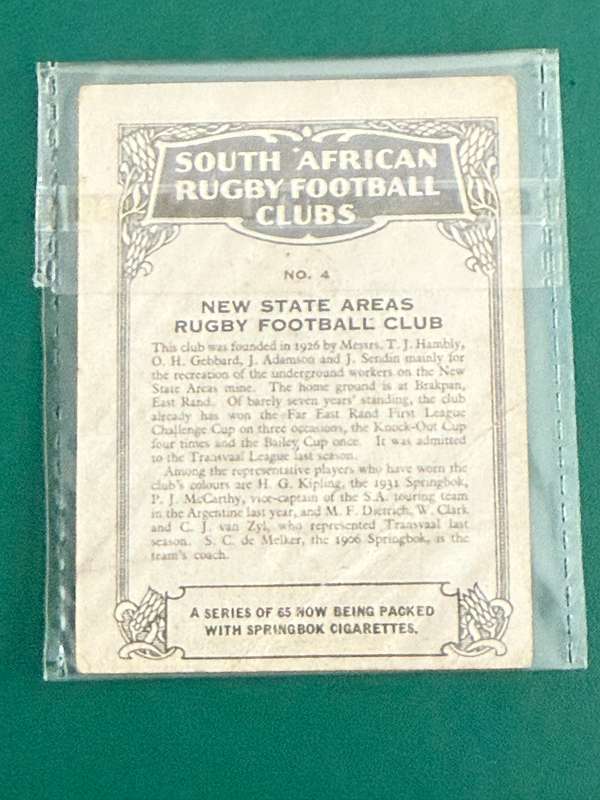 SOUTH AFRICAN
RUGBY FOOTBALL
CLUBS
NO. 4
NEW STATE AREAS
RUGBY FOOTBALL CLUB
This club was founded in 1926 by Messrs. T. J. Hambly,
O. H. Gebbard, J. Adamson and J. Sendin mainly for
the recreation of the underground workers on the New
State Areas mine. The home ground is at Brakpan,
East Rand. Of barely seven years' standing, the club
already has won the Far East Rand First League
Challenge Cup on three occasions, the Knock-Out Cup
four times and the Bailey Cup once. It was admitted
to the Transvaal League last season.
Among the representative players who have worn the
club's colours are H. G. Kipling, the 1931 Springbok,
P. J. McCarthy, vice-captain of the S.A. touring team
in the Argentine last year, and M. F. Dietrich, W. Clark
and C. J. van Zyl, who represented Transvaal last
season. S. C. de Melker, the 1906 Springbok, is the
team's coach.
A SERIES OF 65 NOW BEING PACKED
WITH SPRINGBOK CIGARETTES.